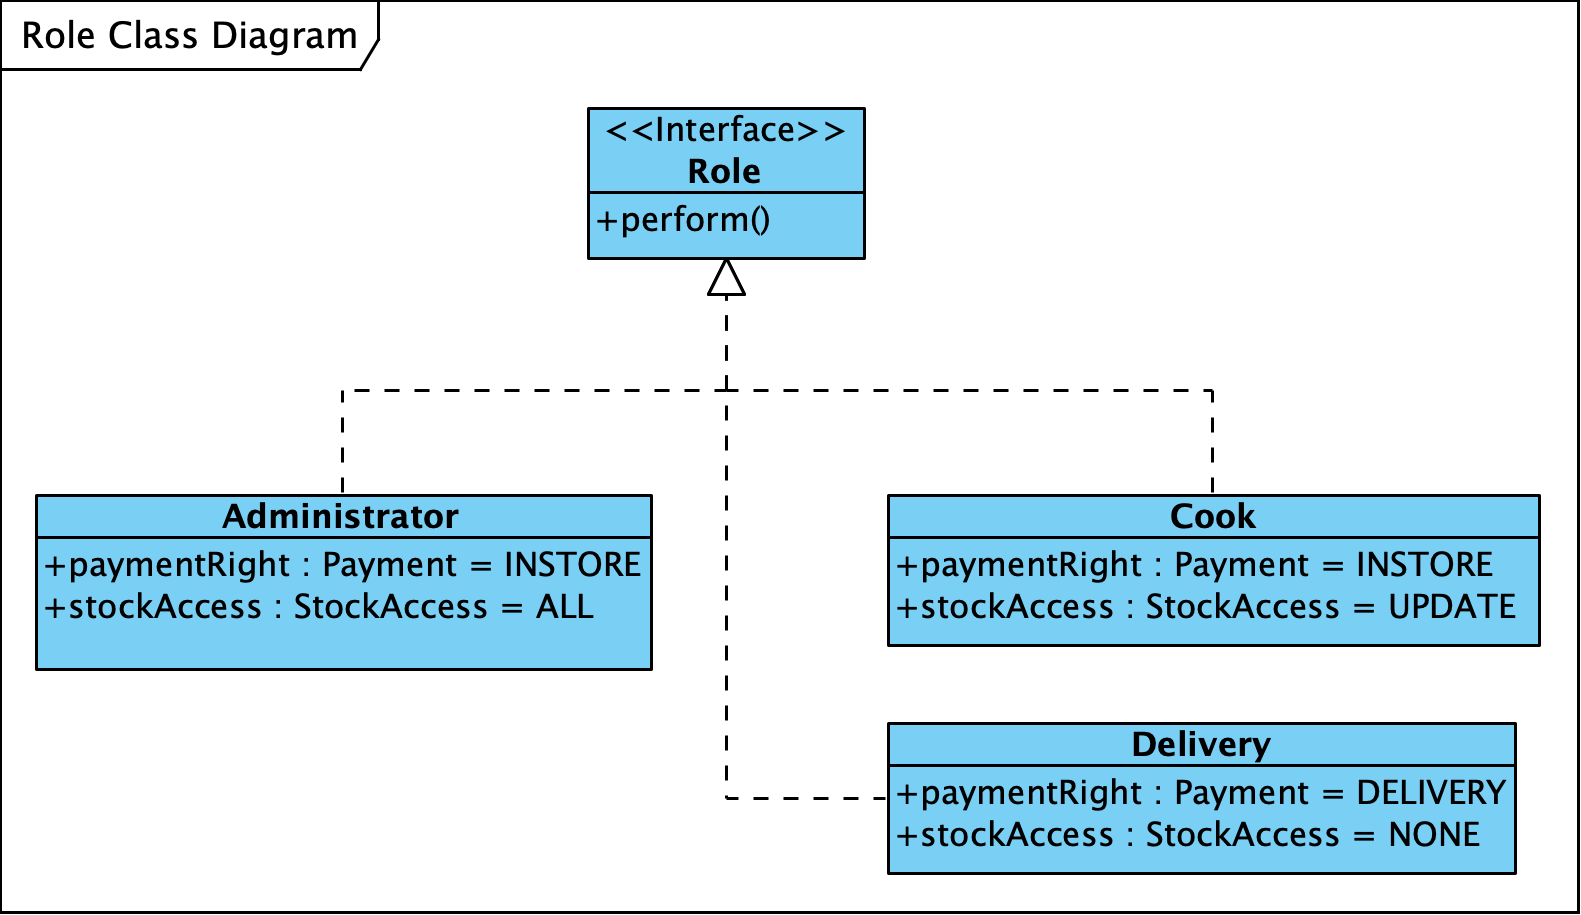 Role Class Diagram
<<Interface>>
Role
+perform()
Administrator
+paymentRight : Payment = INSTORE
+stockAccess : StockAccess = ALL
Cook
+paymentRight : Payment = INSTORE
+stockAccess : StockAccess = UPDATE
Delivery
+paymentRight : Payment = DELIVERY
+stockAccess : StockAccess = NONE